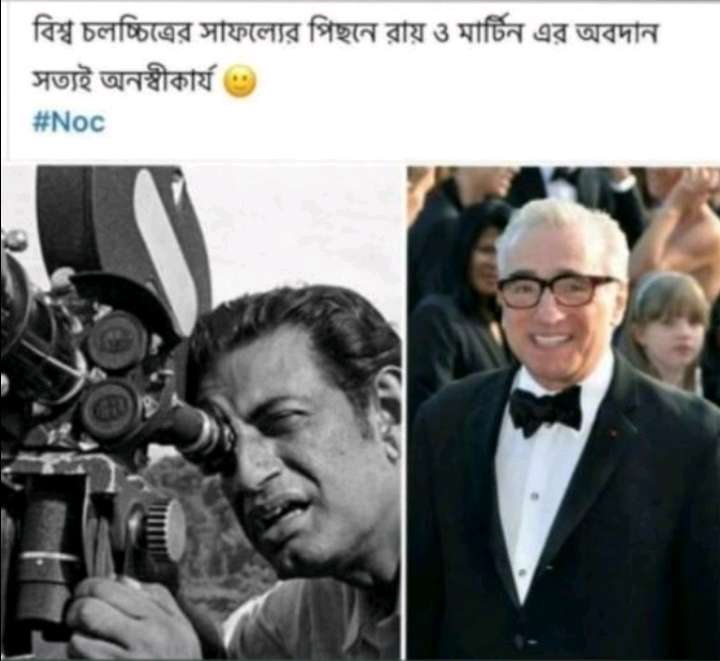 বিশ্ব চলচ্চিত্রের সাফল্যের পিছনে রায় ও মার্টিন এর অবদান
সত্যই অনস্বীকার্য 🙂
#Noc